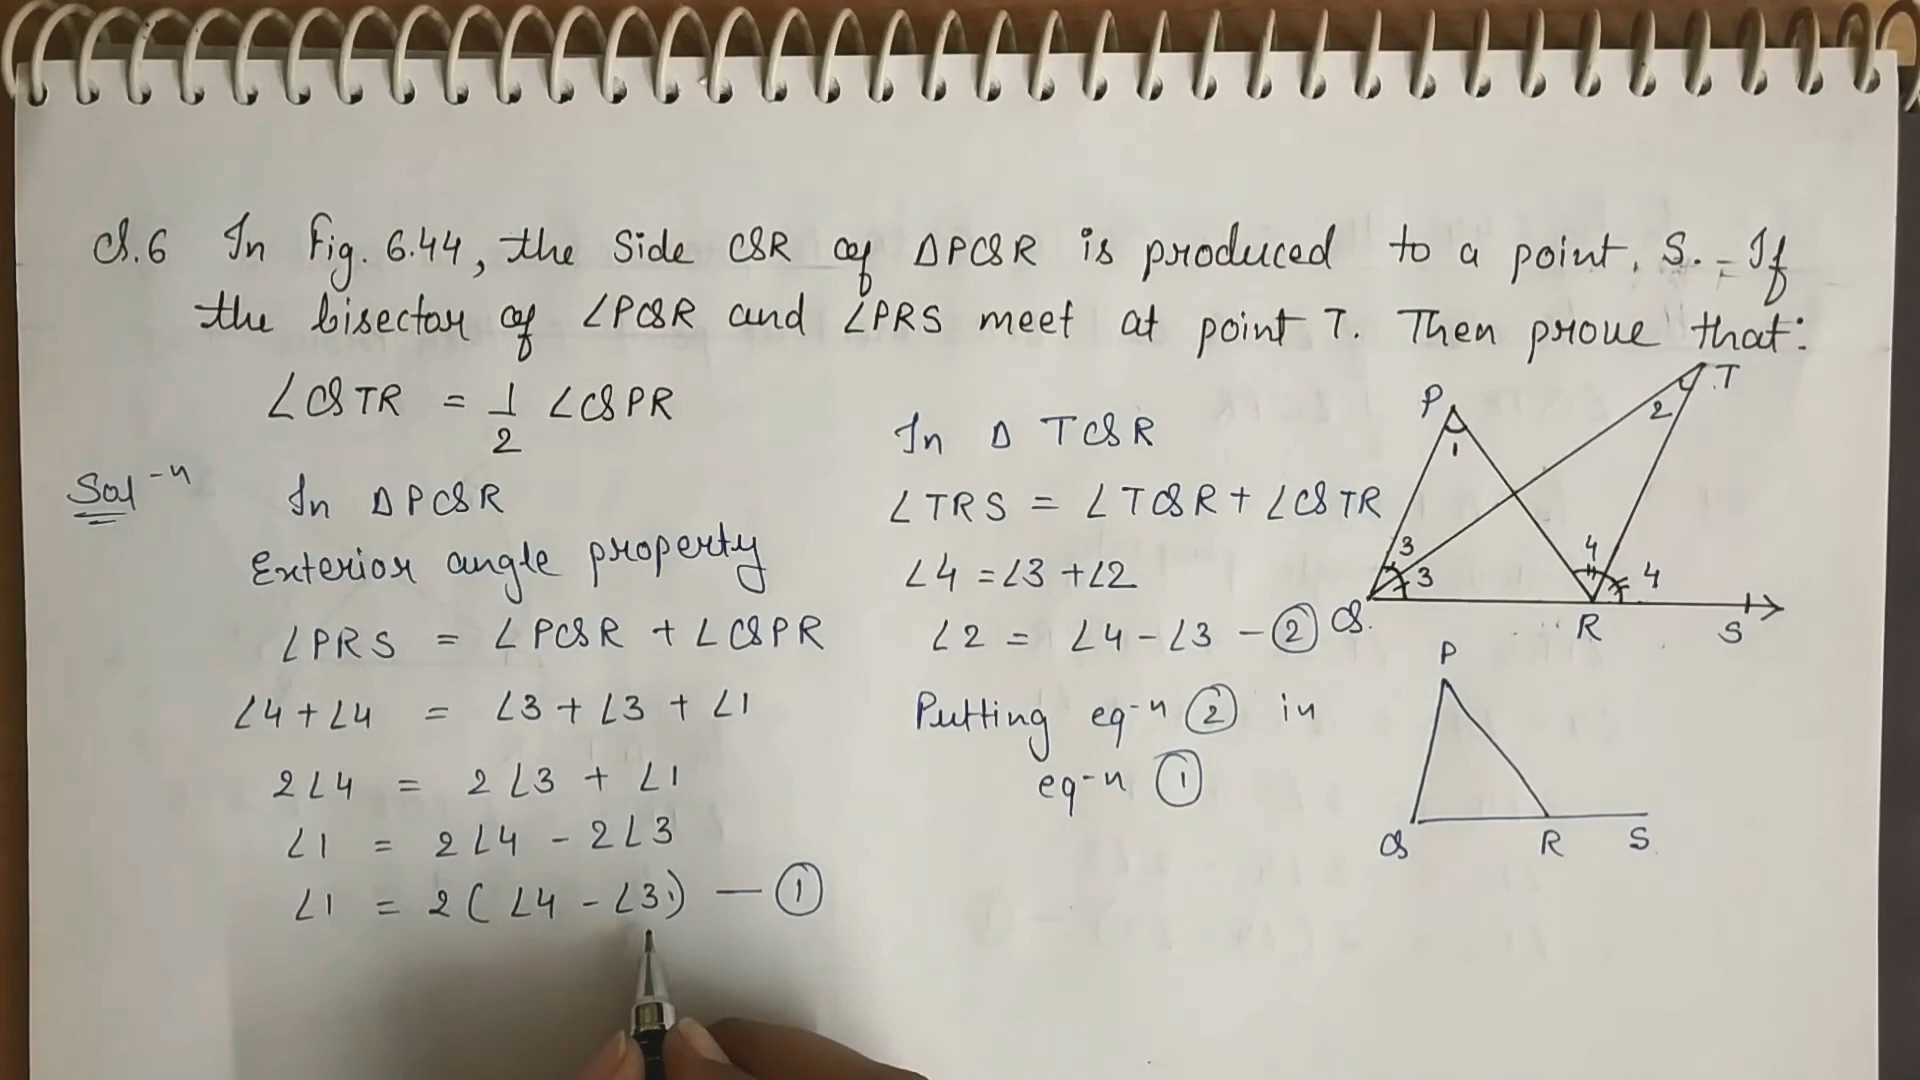 Q.6 In Fig. 6.44, the Side QR of ΔPQR is produced to a point, S. If
the bisector of ∠PQR and ∠PRS meet at point T. Then prove that:
∠QTR = 1/2 ∠QPR
Sol-n In ΔPQR
Exterior angle property
∠PRS = ∠PQR + ∠QPR
∠4 + ∠4 = ∠3 + ∠3 + ∠1
2∠4 = 2∠3 + ∠1
∠1 = 2∠4 - 2∠3
∠1 = 2(∠4 - ∠3) — ①
In Δ TQR
∠TRS = ∠TQR + ∠QTR
∠4 = ∠3 + ∠2
∠2 = ∠4 - ∠3 - ②
Putting eq-n ② in
eq-n ①
T
P
2
1
3
3
4
4
Q
R
S
P
Q
R
S